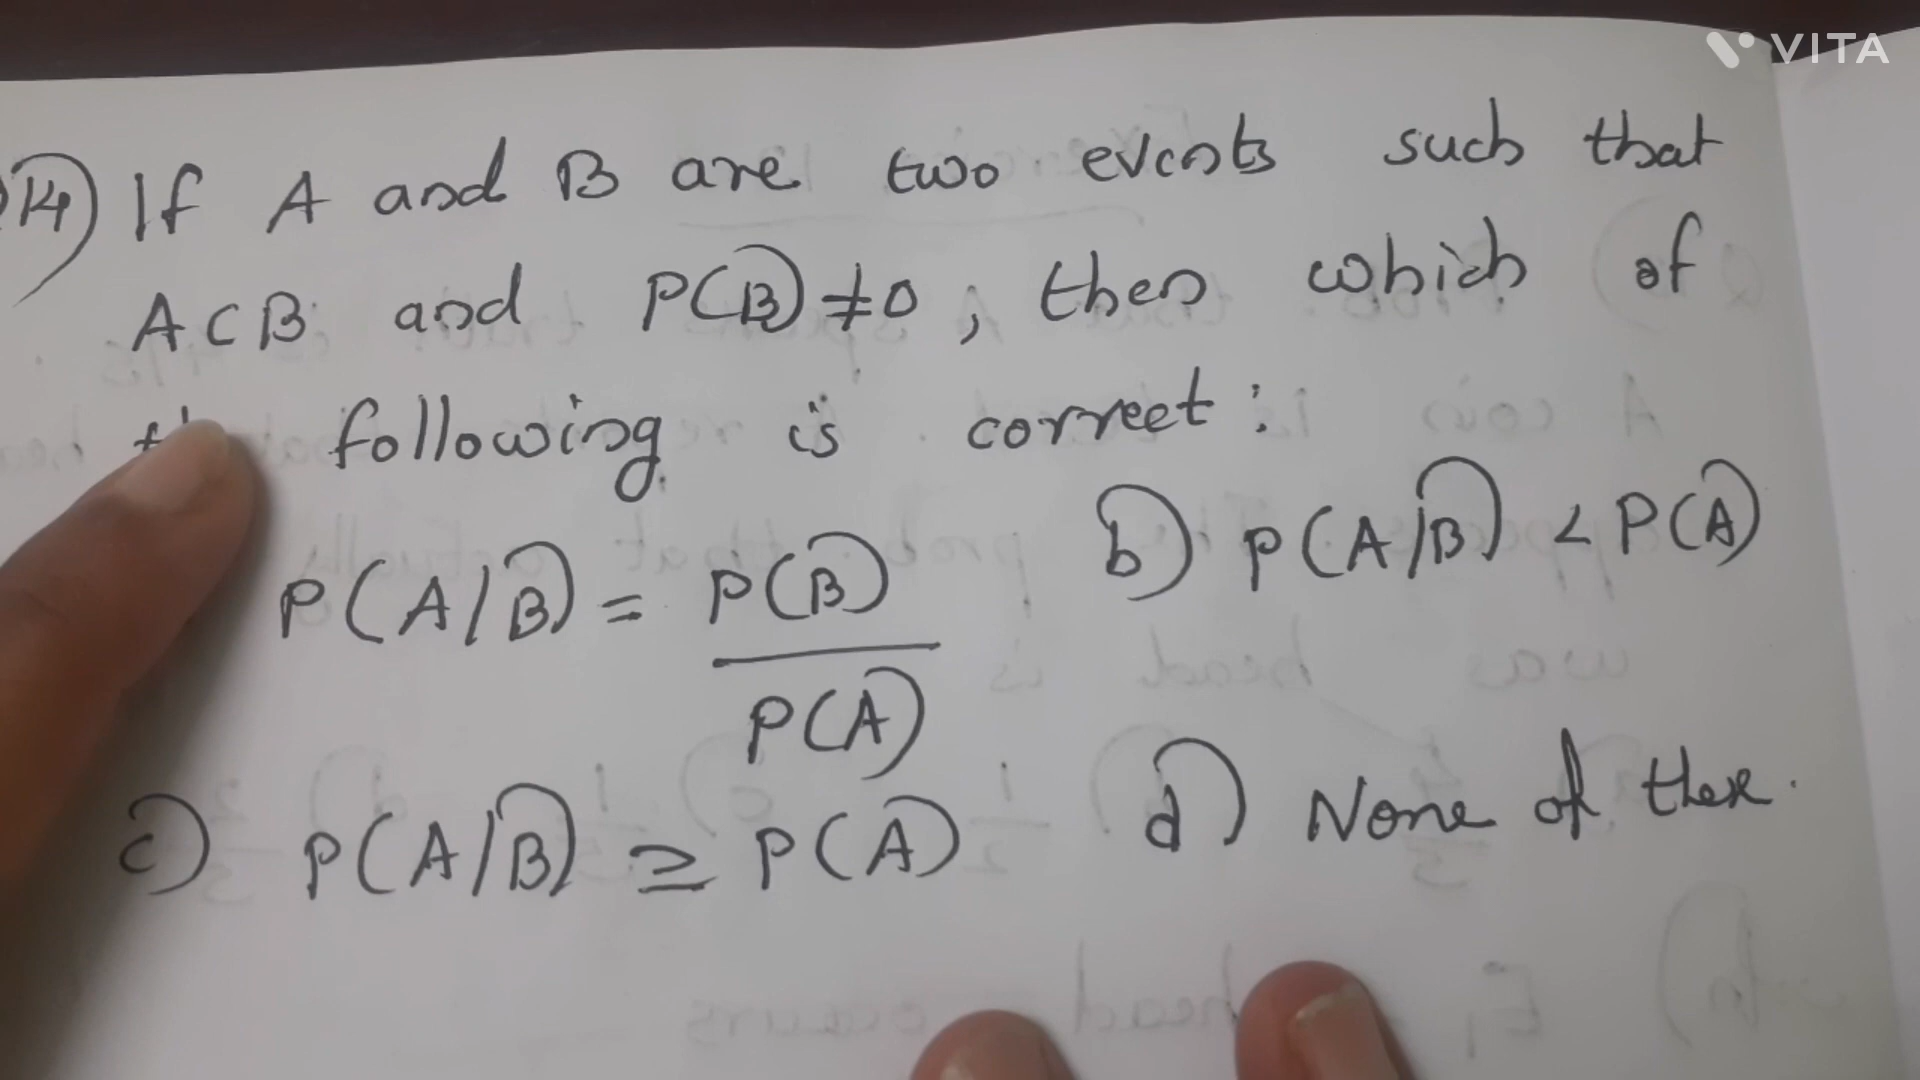 VITA
14) If A and B are two events such that
A⊂B and P(B)≠0, then which of
following is correct:
P(A/B) = P(B)/P(A) b) P(A/B) < P(A)
c) P(A/B) ≥ P(A) d) None of these.